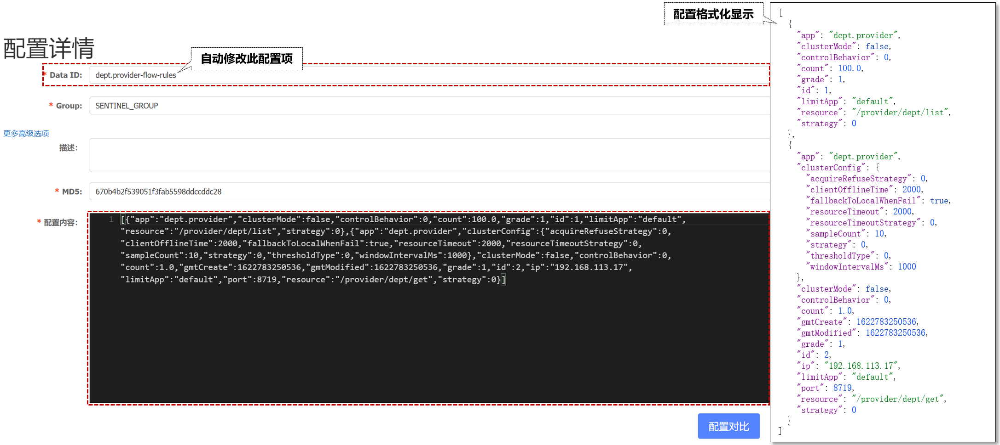 配置详情
自动修改此配置项
* Data ID: dept.provider-flow-rules
* Group: SENTINEL_GROUP
更多高级选项
描述:
* MD5: 670b4b2f539051f3fab5598ddccddc28
* 配置内容:
1 [{"app":"dept.provider","clusterMode":false,"controlBehavior":0,"count":100.0,"grade":1,"id":1,"limitApp":"default",
"resource":"/provider/dept/list","strategy":0},{"app":"dept.provider","clusterConfig":{"acquireRefuseStrategy":0,
"clientOfflineTime":2000,"fallbackToLocalWhenFail":true,"resourceTimeout":2000,"resourceTimeoutStrategy":0,
"sampleCount":10,"strategy":0,"thresholdType":0,"windowIntervalMs":1000},"clusterMode":false,"controlBehavior":0,
"count":1.0,"gmtCreate":1622783250536,"gmtModified":1622783250536,"grade":1,"id":2,"ip":"192.168.113.17",
"limitApp":"default","port":8719,"resource":"/provider/dept/get","strategy":0}]
配置对比
配置格式化显示
[
{
"app": "dept.provider",
"clusterMode": false,
"controlBehavior": 0,
"count": 100.0,
"grade": 1,
"id": 1,
"limitApp": "default",
"resource": "/provider/dept/list",
"strategy": 0
},
{
"app": "dept.provider",
"clusterConfig": {
"acquireRefuseStrategy": 0,
"clientOfflineTime": 2000,
"fallbackToLocalWhenFail": true,
"resourceTimeout": 2000,
"resourceTimeoutStrategy": 0,
"sampleCount": 10,
"strategy": 0,
"thresholdType": 0,
"windowIntervalMs": 1000
},
"clusterMode": false,
"controlBehavior": 0,
"count": 1.0,
"gmtCreate": 1622783250536,
"gmtModified": 1622783250536,
"grade": 1,
"id": 2,
"ip": "192.168.113.17",
"limitApp": "default",
"port": 8719,
"resource": "/provider/dept/get",
"strategy": 0
}
]